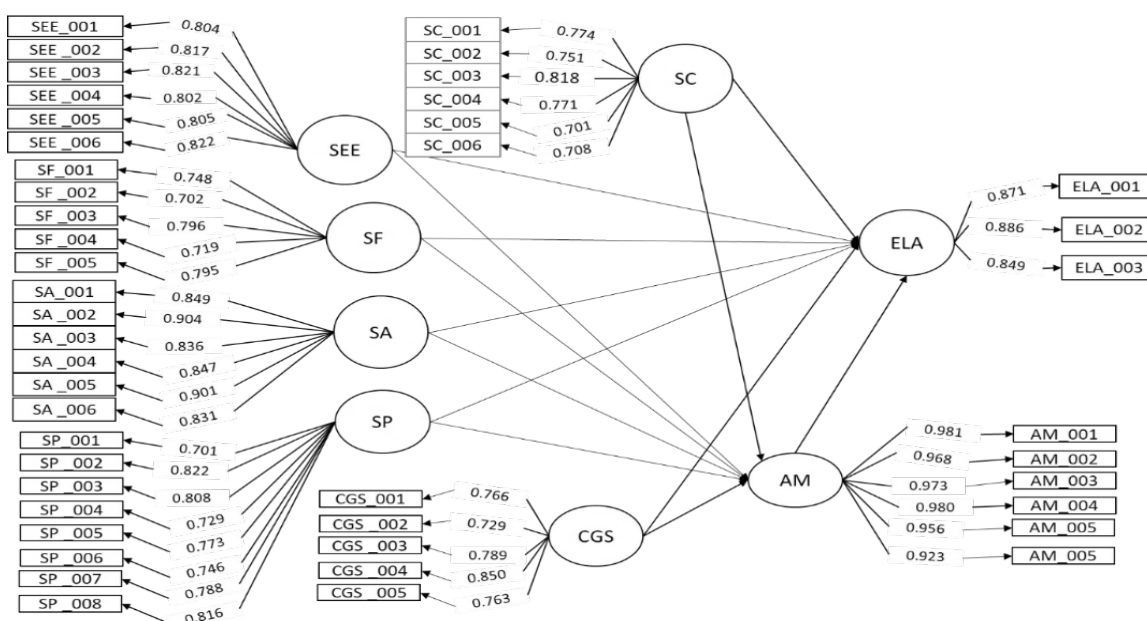 SEE_001
0.804
SEE _002
0.817
SEE _003
0.821
SEE _004
0.802
SEE _005
0.805
SEE _006
0.822
SEE
SF_001
0.748
SF _002
0.702
SF _003
0.796
SF _004
0.719
SF _005
0.795
SF
SA_001
0.849
SA _002
0.904
SA _003
0.836
SA _004
0.847
SA _005
0.901
SA _006
0.831
SA
SP_001
0.701
SP _002
0.822
SP _003
0.808
SP _004
0.729
SP _005
0.773
SP _006
0.746
SP _007
0.788
SP _008
0.816
SP
SC_001
0.774
SC_002
0.751
SC_003
0.818
SC_004
0.771
SC_005
0.701
SC_006
0.708
SC
CGS_001
0.766
CGS _002
0.729
CGS _003
0.789
CGS _004
0.850
CGS _005
0.763
CGS
ELA
0.871
ELA_001
0.886
ELA_002
0.849
ELA_003
AM
0.981
AM_001
0.968
AM_002
0.973
AM_003
0.980
AM_004
0.956
AM_005
0.923
AM_005